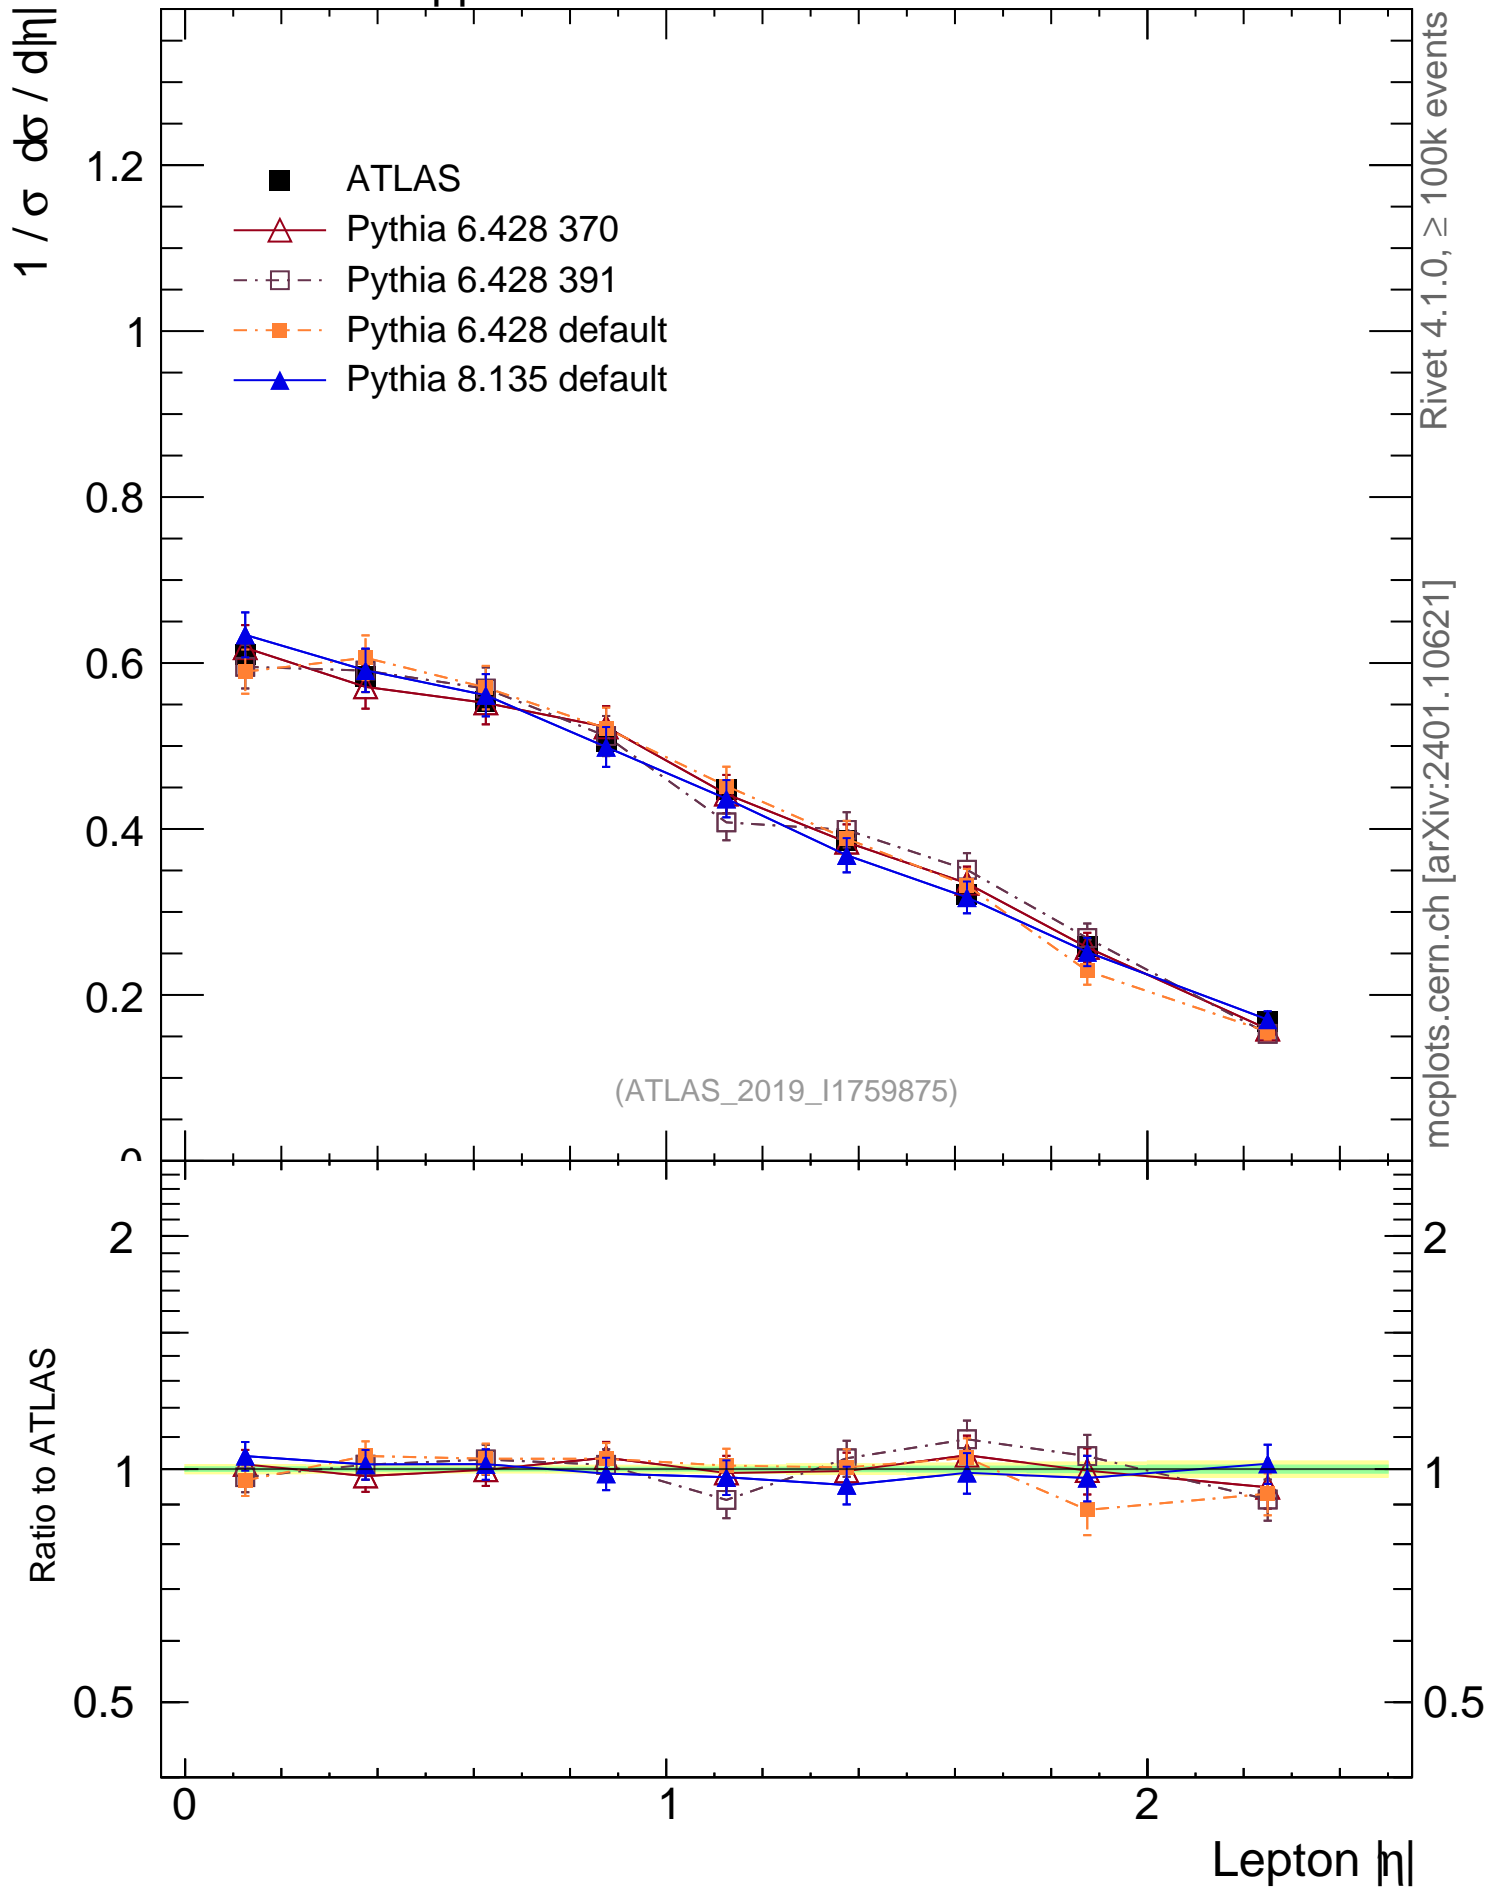 1 / σ dσ / d|η|
1.2
1
0.8
0.6
0.4
0.2
0
ATLAS
Pythia 6.428 370
Pythia 6.428 391
Pythia 6.428 default
Pythia 8.135 default
(ATLAS_2019_I1759875)
Rivet 4.1.0, ≥ 100k events
mcplots.cern.ch [arXiv:2401.10621]
Ratio to ATLAS
2
1
0.5
2
1
0.5
0
1
2
Lepton |η|